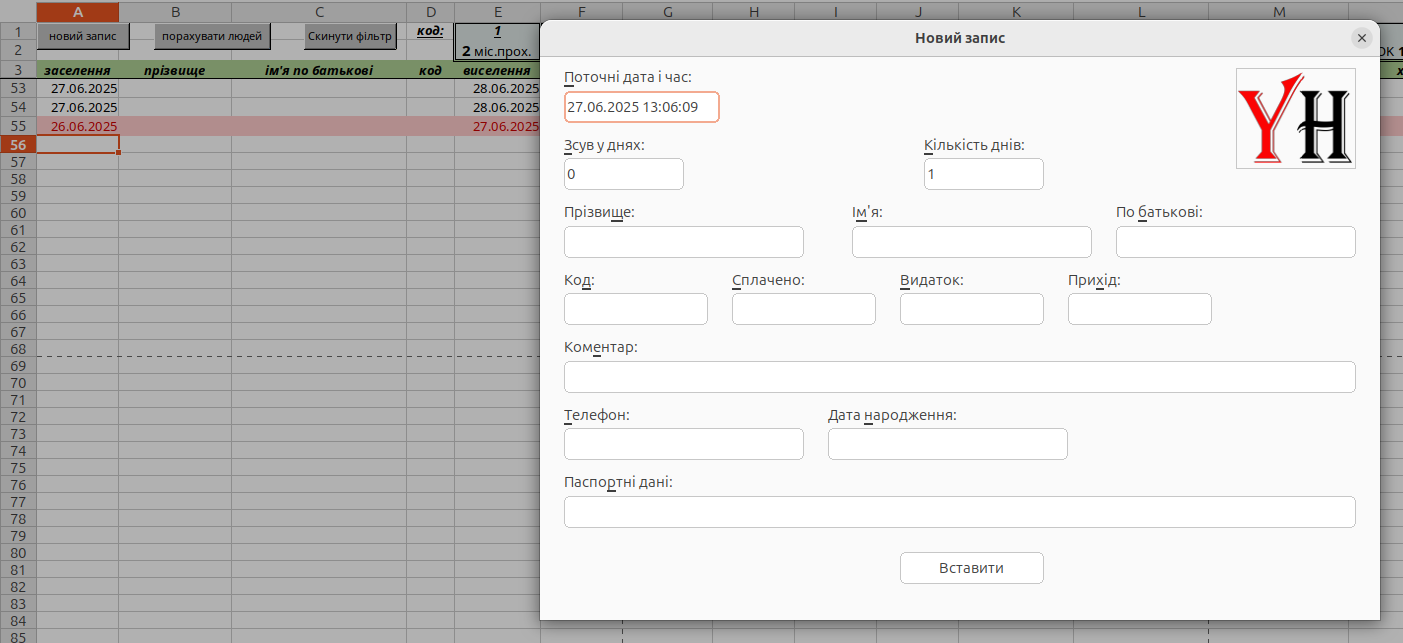 A B C D E F G H I J K L M
1 новий запис порахувати людей Скинути фільтр код: 1
2 2 міс.прох. ОК 1
3 заселення прізвище ім'я по батькові код виселення х
53 27.06.2025 28.06.2025
54 27.06.2025 28.06.2025
55 26.06.2025 27.06.2025
56
57
58
59
60
61
62
63
64
65
66
67
68
69
70
71
72
73
74
75
76
77
78
79
80
81
82
83
84
85
Новий запис
Поточні дата і час:
27.06.2025 13:06:09
YH
Зсув у днях: Кількість днів:
0 1
Прізвище: Ім'я: По батькові:
Код: Сплачено: Видаток: Прихід:
Коментар:
Телефон: Дата народження:
Паспортні дані:
Вставити